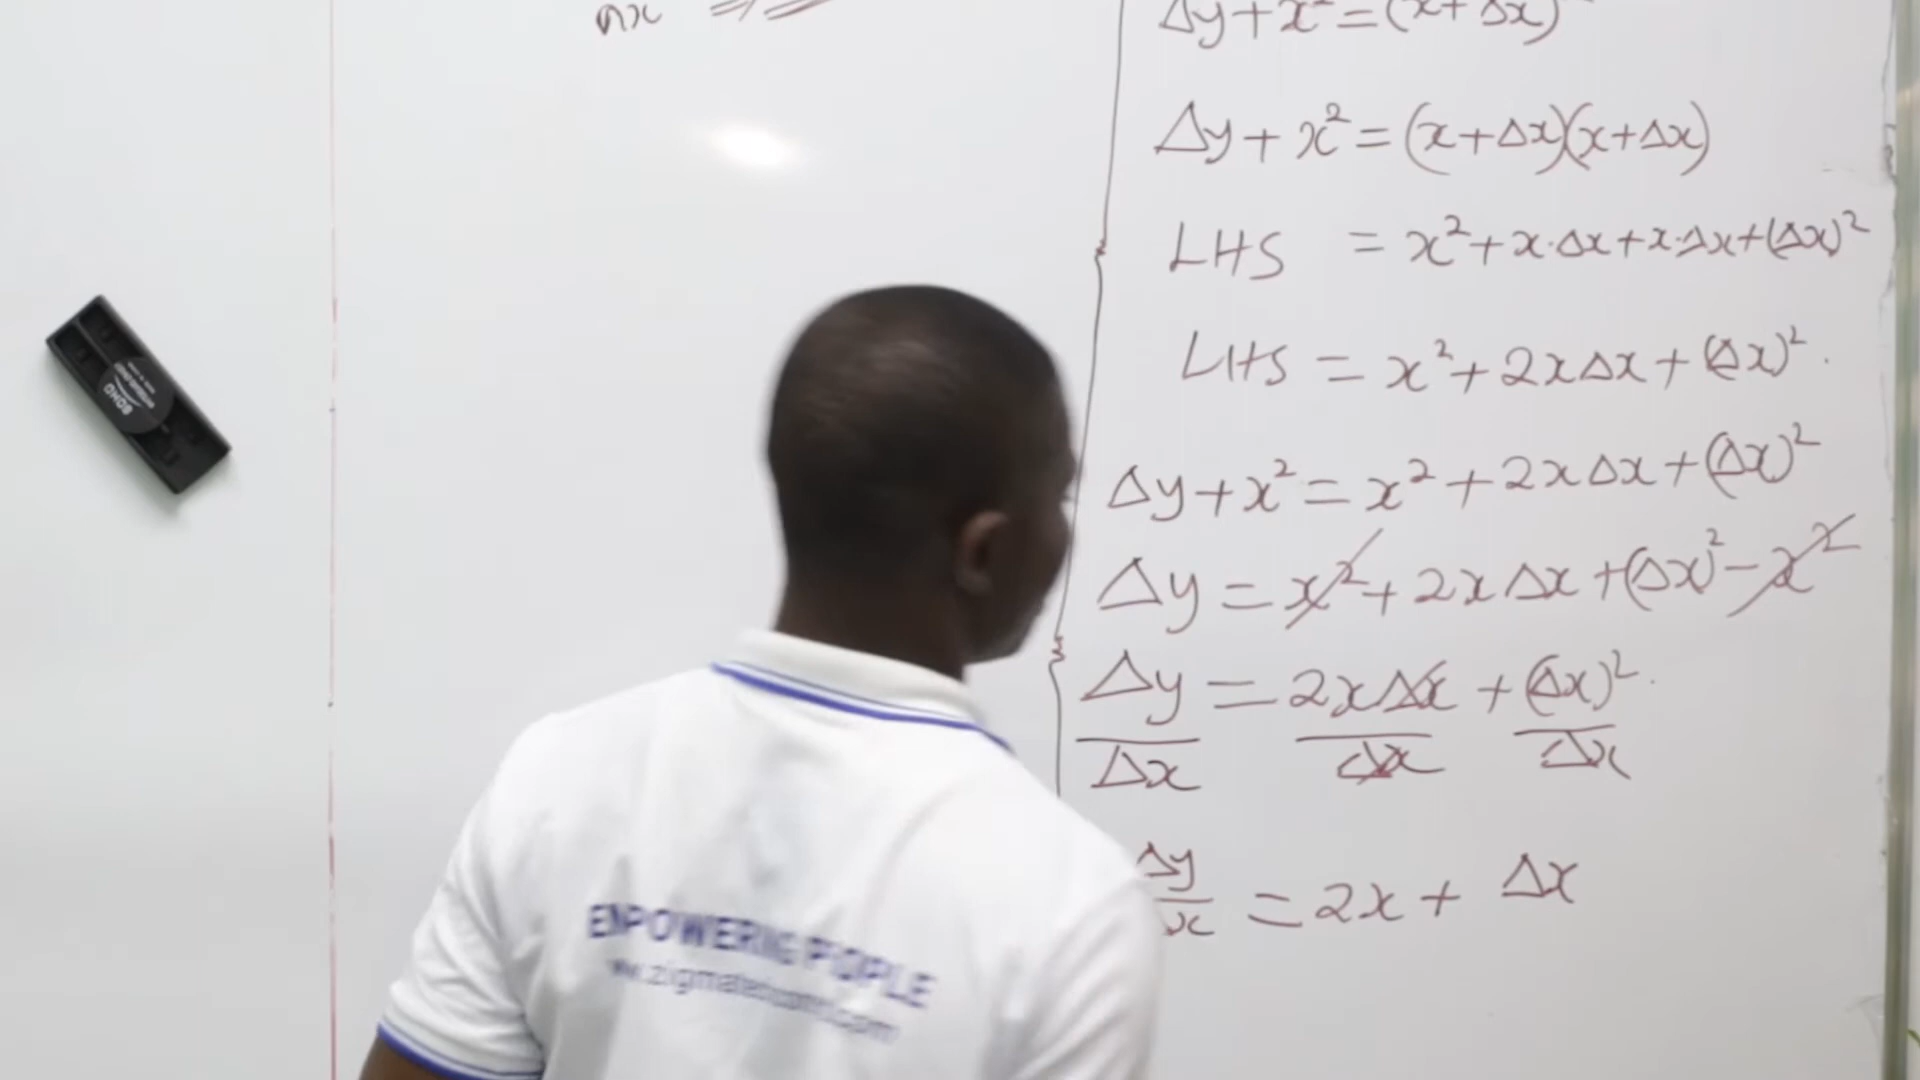 Δy + x² = (x + Δx)
Δy + x² = (x + Δx)(x + Δx)
LHS = x² + x·Δx + x·Δx + (Δx)²
LHS = x² + 2xΔx + (Δx)².
Δy + x² = x² + 2xΔx + (Δx)²
Δy = x² + 2xΔx + (Δx)² - x²
Δy/Δx = 2xΔx/Δx + (Δx)²/Δx
Δy/x = 2x + Δx
EMPOWERING PEOPLE